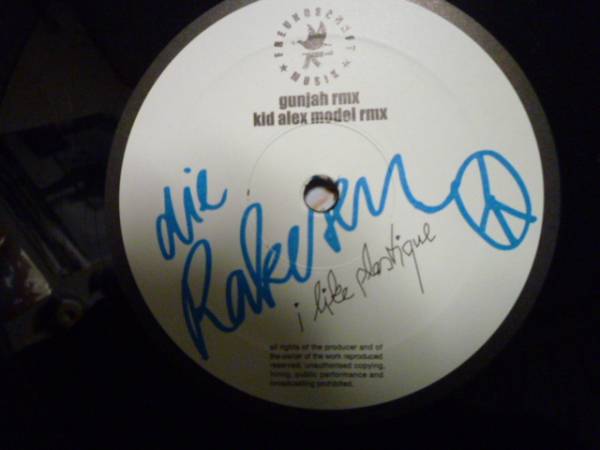 FREUNDSCHAFT
MUSIK
gunjah rmx
kid alex model rmx
die
Raketen
i like plastique
all rights of the producer and of
the owner of the work reproduced
reserved. unauthorised copying,
hiring, public performance and
broadcasting prohibited.